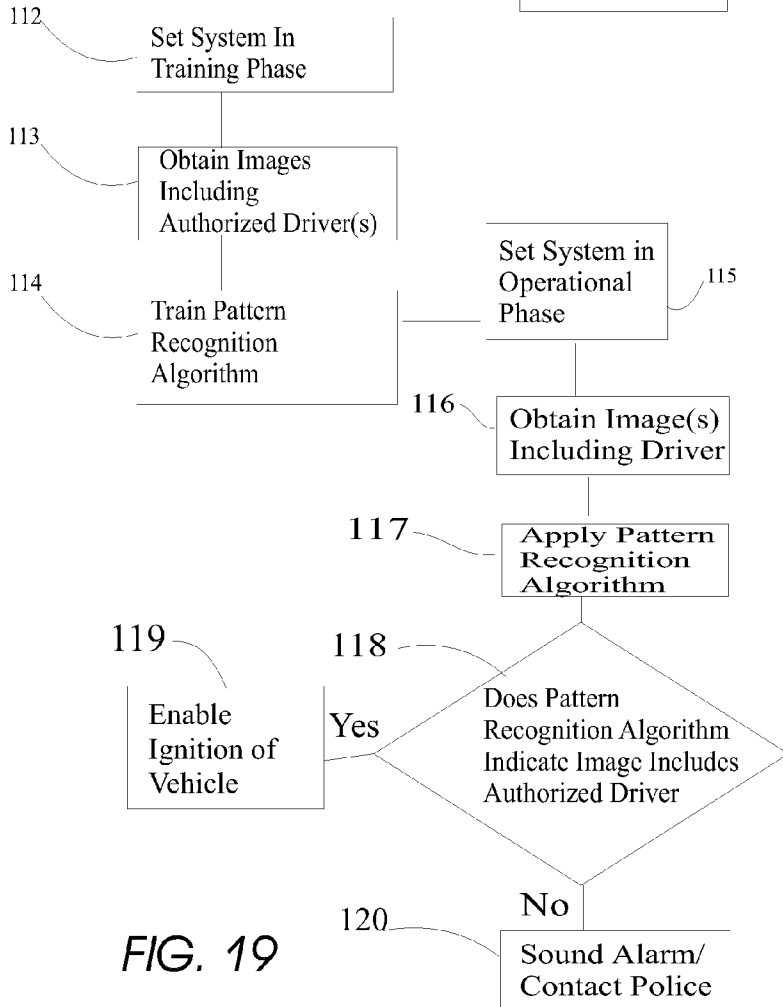 112
Set System In
Training Phase
113
Obtain Images
Including
Authorized Driver(s)
114
Train Pattern
Recognition
Algorithm
Set System in
Operational
Phase
115
116
Obtain Image(s)
Including Driver
117
Apply Pattern
Recognition
Algorithm
118
Does Pattern
Recognition Algorithm
Indicate Image Includes
Authorized Driver
Yes
119
Enable
Ignition of
Vehicle
No
120
Sound Alarm/
Contact Police
FIG. 19